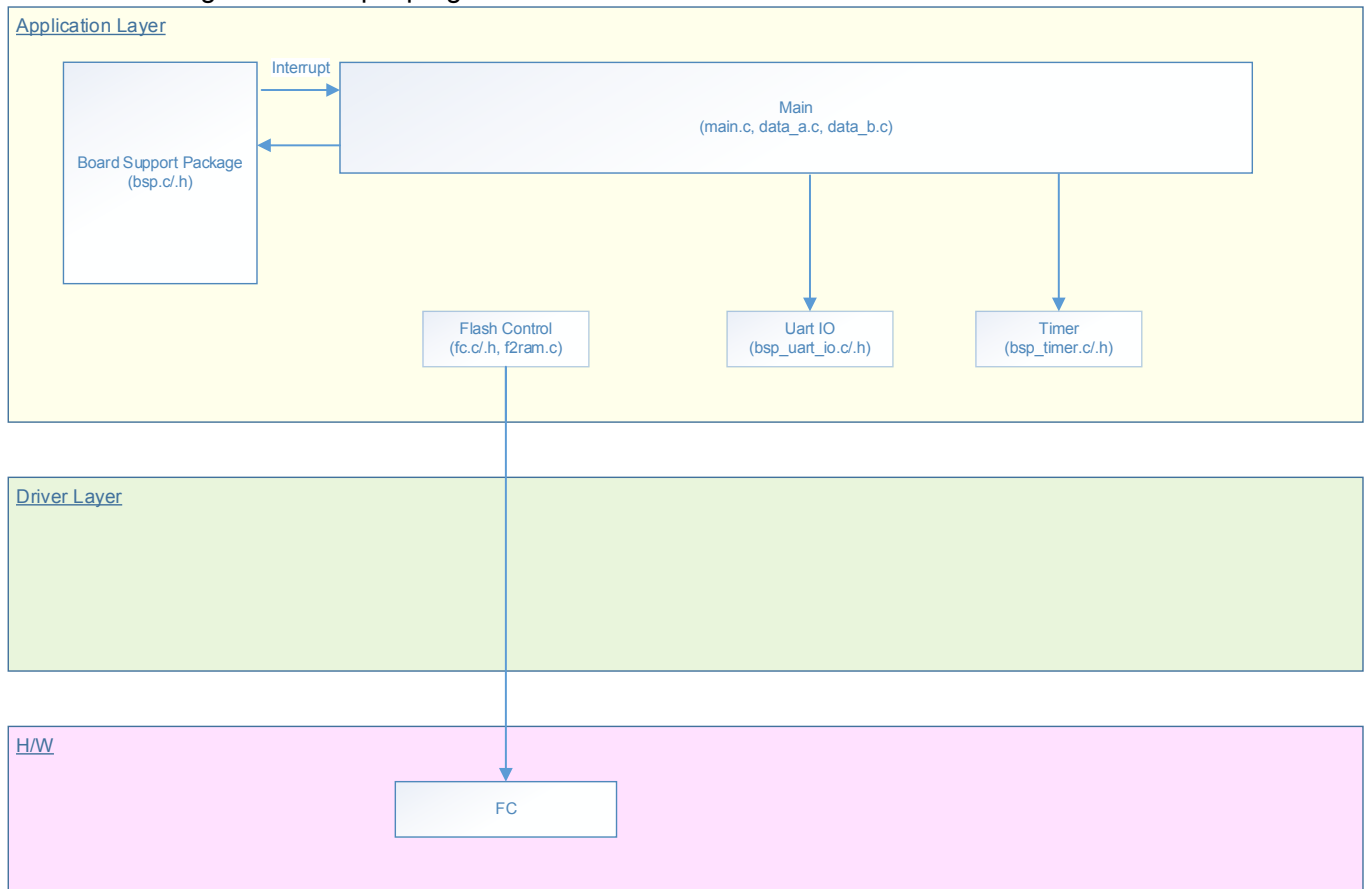 Application Layer
Interrupt
Main
(main.c, data_a.c, data_b.c)
Board Support Package
(bsp.c/.h)
Flash Control
(fc.c/.h, f2ram.c)
Uart IO
(bsp_uart_io.c/.h)
Timer
(bsp_timer.c/.h)
Driver Layer
H/W
FC